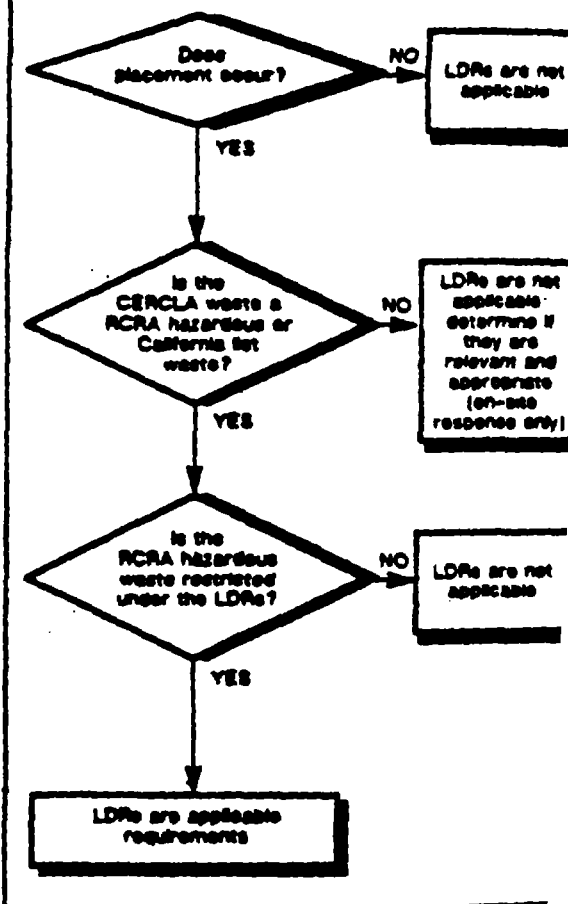 Does
placement occur?
NO
LDRs are not
applicable
YES
Is the
CERCLA waste a
RCRA hazardous or
California list
waste?
NO
LDRs are not
applicable
determine if
they are
relevant and
appropriate
(on-site
response only)
YES
Is the
RCRA hazardous
waste restricted
under the LDRs?
NO
LDRs are not
applicable
YES
LDRs are applicable
requirements